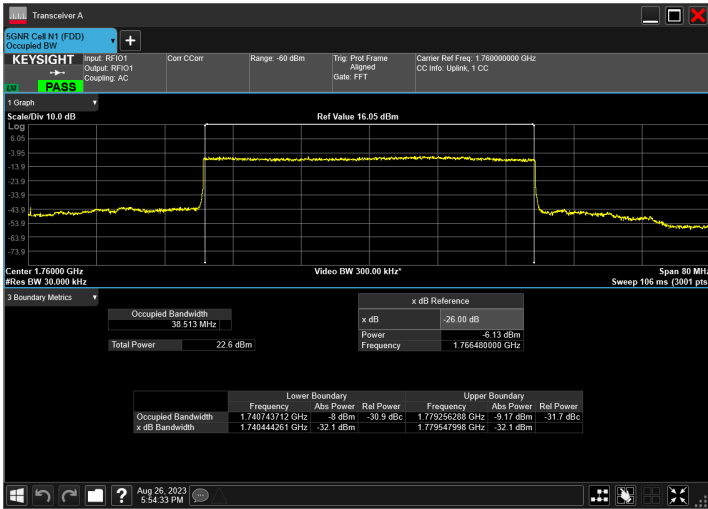 Transceiver A
5GNR Cell N1 (FDD)
Occupied BW
KEYSIGHT
PASS
Input: RFIO1
Output: RFIO1
Coupling: AC
Corr CCorr
Range: -60 dBm
Trig: Prot Frame
Aligned
Gate: FFT
Carrier Ref Freq: 1.760000000 GHz
CC Info: Uplink, 1 CC
1 Graph
Scale/Div 10.0 dB
Ref Value 16.05 dBm
Log
6.05
-3.95
-13.9
-23.9
-33.9
-43.9
-53.9
-63.9
-73.9
Center 1.76000 GHz
Video BW 300.00 kHz*
Span 80 MHz
#Res BW 30.000 kHz
Sweep 106 ms (3001 pts
3 Boundary Metrics
Occupied Bandwidth
38.513 MHz
Total Power 22.6 dBm
x dB Reference
x dB -26.00 dB
Power -6.13 dBm
Frequency 1.766480000 GHz
Lower Boundary Upper Boundary
Frequency Abs Power Rel Power Frequency Abs Power Rel Power
Occupied Bandwidth 1.740743712 GHz -8 dBm -30.9 dBc 1.779256288 GHz -9.17 dBm -31.7 dBc
x dB Bandwidth 1.740444261 GHz -32.1 dBm 1.779547998 GHz -32.1 dBm
?
Aug 26, 2023
5:54:33 PM